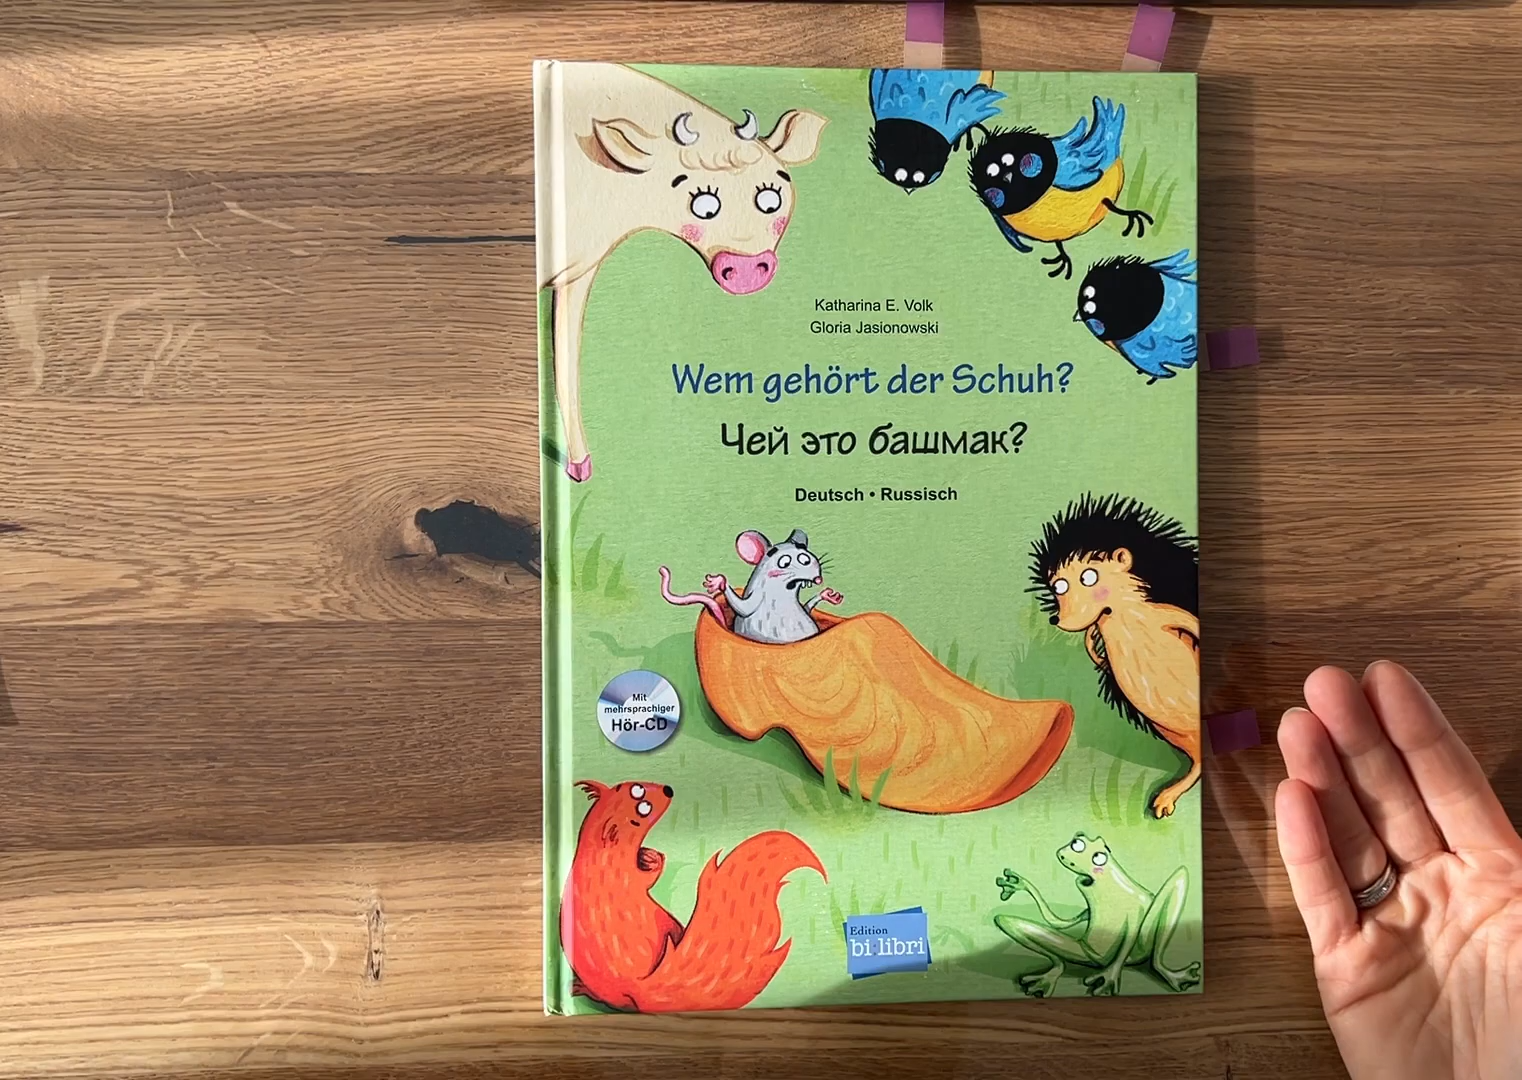 Katharina E. Volk
Gloria Jasionowski
Wem gehört der Schuh?
Чей это башмак?
Deutsch • Russisch
Mit
mehrsprachiger
Hör-CD
Edition
bi:libri